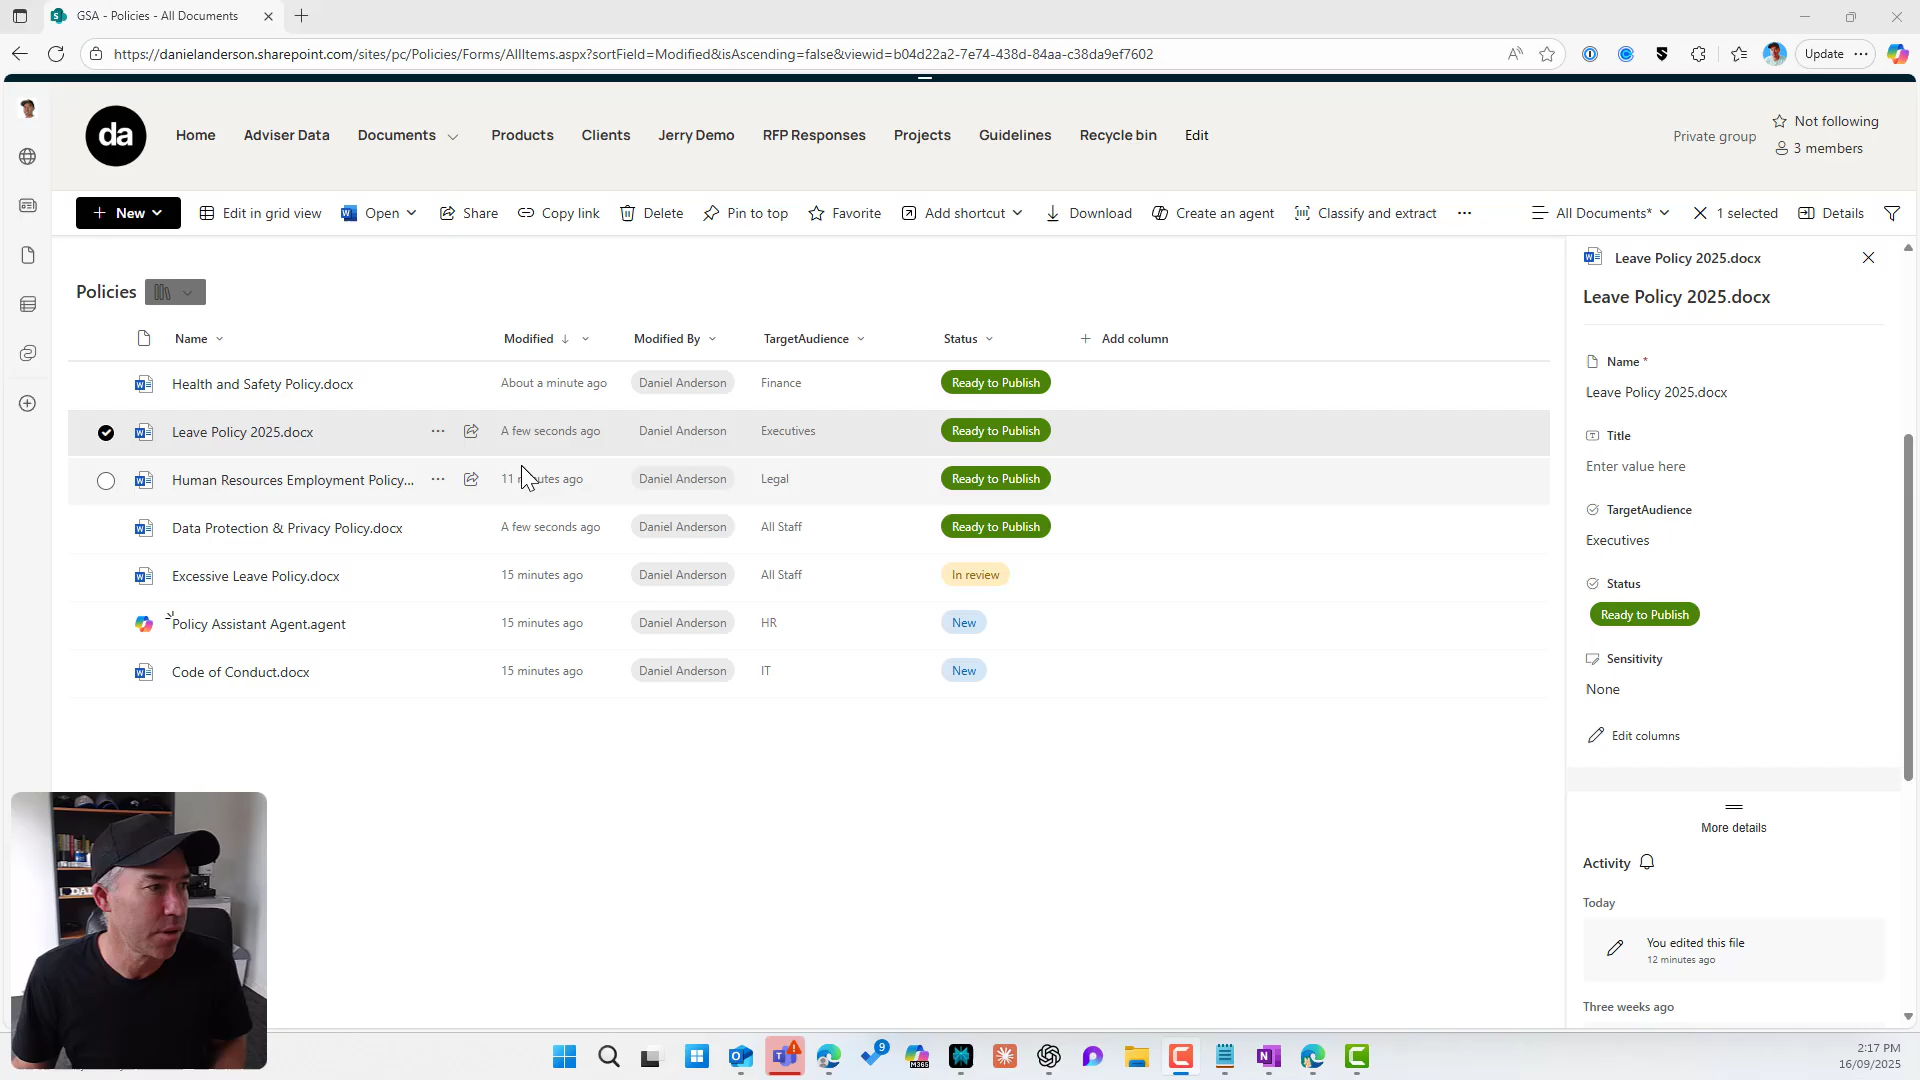 GSA - Policies - All Documents
https://danielanderson.sharepoint.com/sites/pc/Policies/Forms/AllItems.aspx?sortField=Modified&isAscending=false&viewid=b04d22a2-7e74-438d-84aa-c38da9ef7602
Update
da
Home Adviser Data Documents Products Clients Jerry Demo RFP Responses Projects Guidelines Recycle bin Edit
Private group
Not following
3 members
New Edit in grid view Open Share Copy link Delete Pin to top Favorite Add shortcut Download Create an agent Classify and extract All Documents* 1 selected Details
Policies
Name Modified Modified By TargetAudience Status Add column
Health and Safety Policy.docx About a minute ago Daniel Anderson Finance Ready to Publish
Leave Policy 2025.docx A few seconds ago Daniel Anderson Executives Ready to Publish
Human Resources Employment Policy... 11 Daniel Anderson Legal Ready to Publish
Data Protection & Privacy Policy.docx A few seconds ago Daniel Anderson All Staff Ready to Publish
Excessive Leave Policy.docx 15 minutes ago Daniel Anderson All Staff In review
Policy Assistant Agent.agent 15 minutes ago Daniel Anderson HR New
Code of Conduct.docx 15 minutes ago Daniel Anderson IT New
Leave Policy 2025.docx
Leave Policy 2025.docx
Name *
Leave Policy 2025.docx
Title
Enter value here
TargetAudience
Executives
Status
Ready to Publish
Sensitivity
None
Edit columns
More details
Activity
Today
You edited this file
12 minutes ago
Three weeks ago
9
M365
2:17 PM
16/09/2025